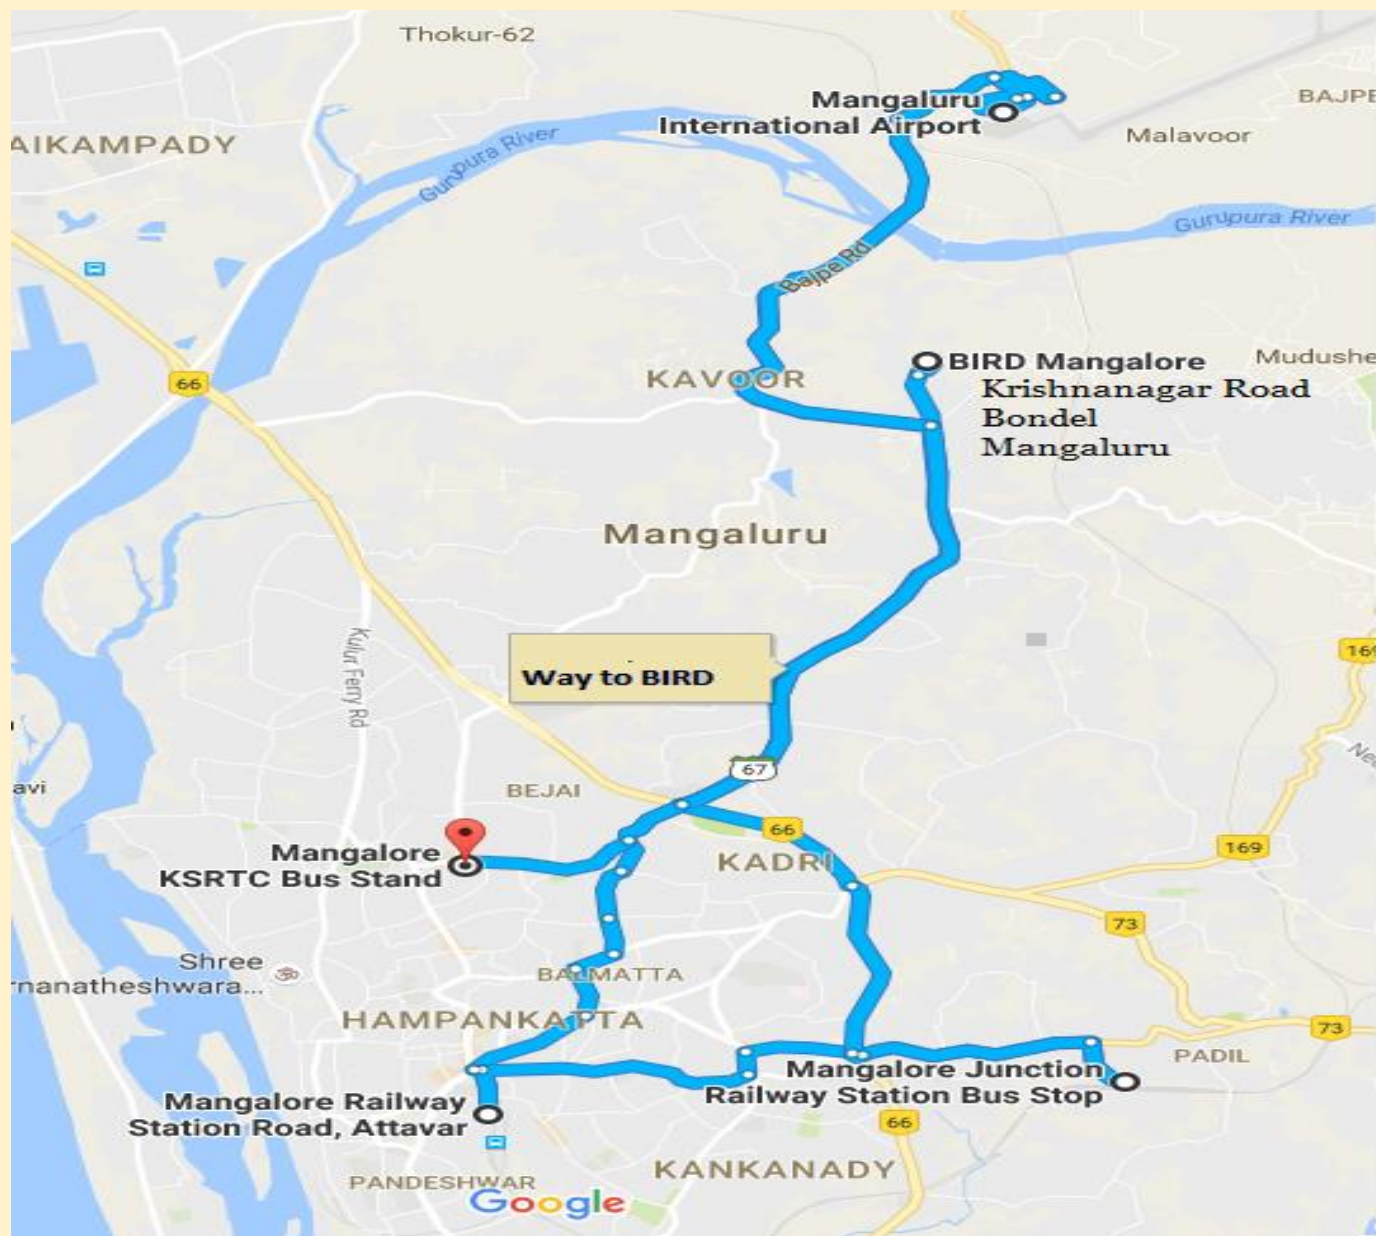 Thokur-62
Mangaluru
International Airport
BAJPE
AIKAMPADY
Malavoor
Gurupura River
Gurupura River
Bajpe Rd
66
KAVOOR
BIRD Mangalore
Mudushe
Krishnanagar Road
Bondel
Mangaluru
Mangaluru
Kulur Ferry Rd
169
Way to BIRD
67
avi
BEJAI
66
Mangalore
KSRTC Bus Stand
KADRI
169
73
Shree
rnanatheshwara...
BALMATTA
HAMPANKATTA
73
PADIL
Mangalore Junction
Railway Station Bus Stop
Mangalore Railway
Station Road, Attavar
66
KANKANADY
PANDESHWAR
Google